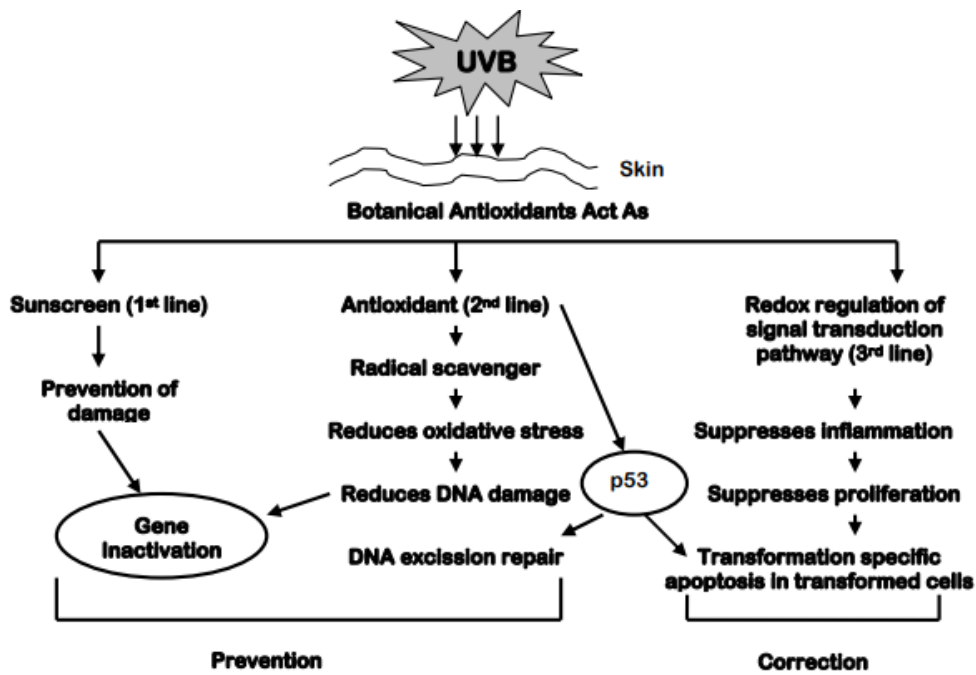 UVB
Skin
Botanical Antioxidants Act As
Sunscreen (1st line)
Prevention of
damage
Gene
Inactivation
Antioxidant (2nd line)
Radical scavenger
Reduces oxidative stress
Reduces DNA damage
p53
DNA excission repair
Redox regulation of
signal transduction
pathway (3rd line)
Suppresses inflammation
Suppresses proliferation
Transformation specific
apoptosis in transformed cells
Prevention
Correction